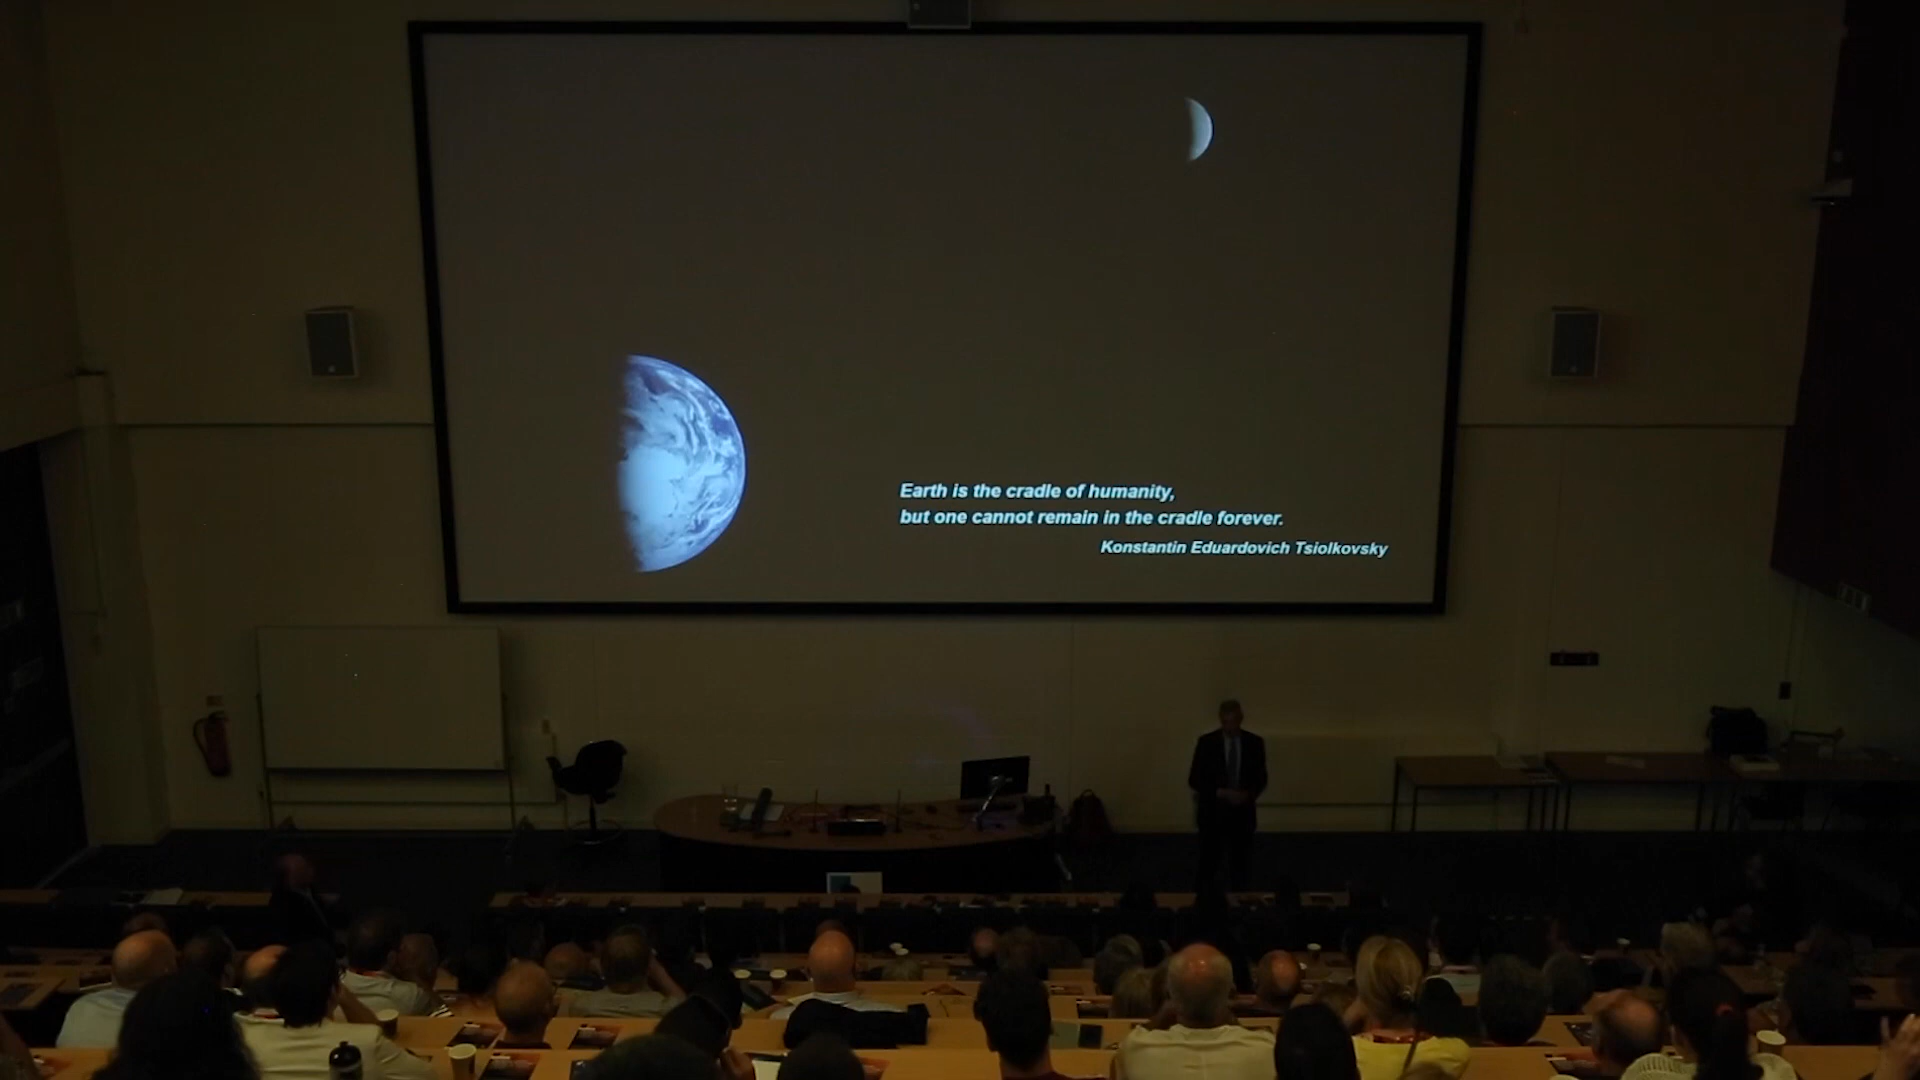 Earth is the cradle of humanity,
but one cannot remain in the cradle forever.
Konstantin Eduardovich Tsiolkovsky